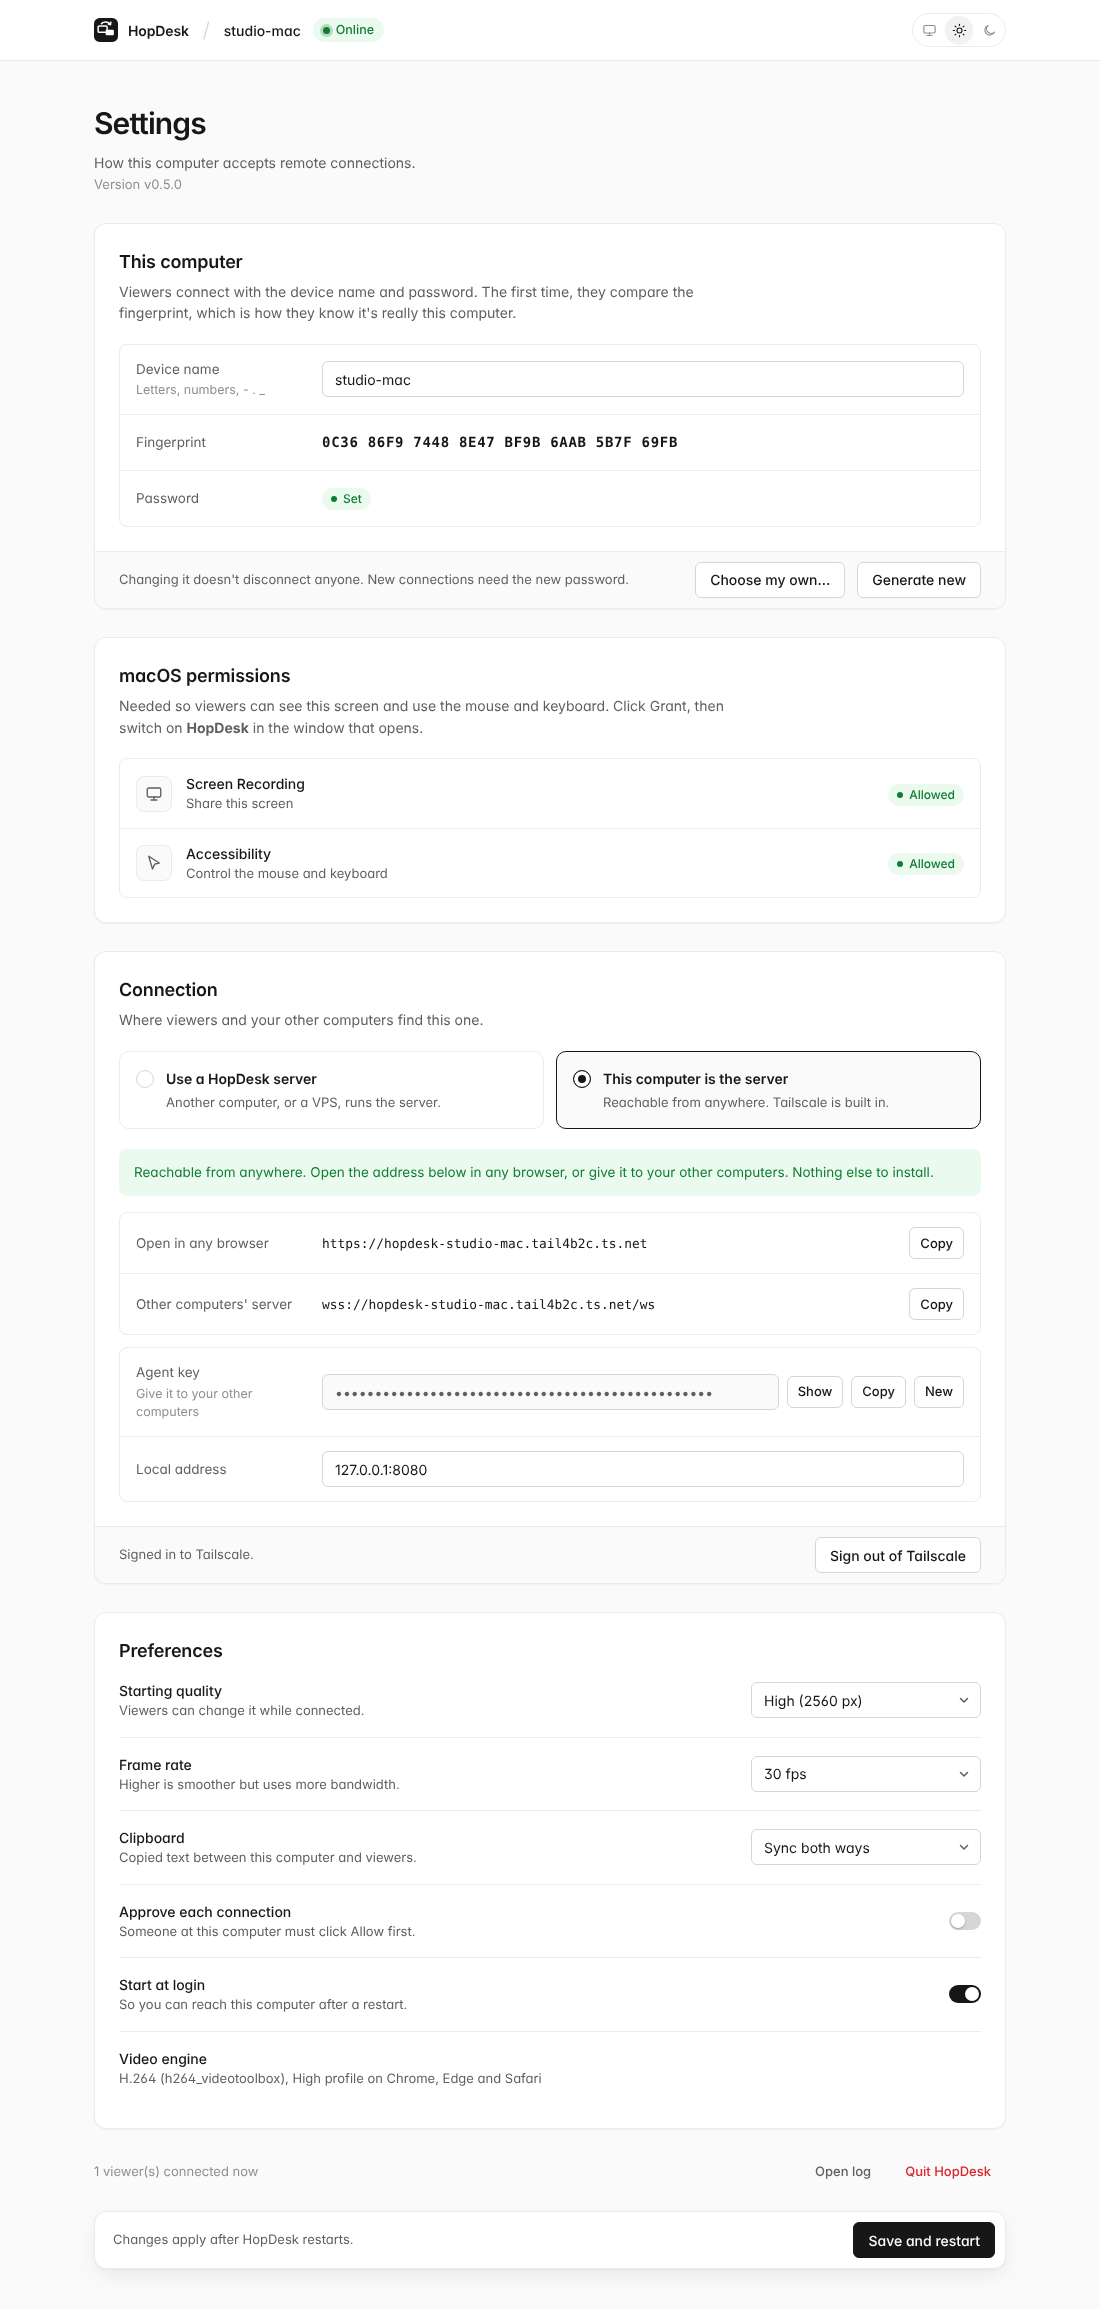 HopDesk / studio-mac Online
Settings
How this computer accepts remote connections.
Version v0.5.0
This computer
Viewers connect with the device name and password. The first time, they compare the
fingerprint, which is how they know it's really this computer.
Device name
Letters, numbers, - . _
studio-mac
Fingerprint
0C36 86F9 7448 8E47 BF9B 6AAB 5B7F 69FB
Password
Set
Changing it doesn't disconnect anyone. New connections need the new password.
Choose my own...
Generate new
macOS permissions
Needed so viewers can see this screen and use the mouse and keyboard. Click Grant, then
switch on HopDesk in the window that opens.
Screen Recording
Share this screen
Allowed
Accessibility
Control the mouse and keyboard
Allowed
Connection
Where viewers and your other computers find this one.
Use a HopDesk server
Another computer, or a VPS, runs the server.
This computer is the server
Reachable from anywhere. Tailscale is built in.
Reachable from anywhere. Open the address below in any browser, or give it to your other computers. Nothing else to install.
Open in any browser
https://hopdesk-studio-mac.tail4b2c.ts.net
Copy
Other computers' server
wss://hopdesk-studio-mac.tail4b2c.ts.net/ws
Copy
Agent key
Give it to your other
computers
Show
Copy
New
Local address
127.0.0.1:8080
Signed in to Tailscale.
Sign out of Tailscale
Preferences
Starting quality
Viewers can change it while connected.
High (2560 px)
Frame rate
Higher is smoother but uses more bandwidth.
30 fps
Clipboard
Copied text between this computer and viewers.
Sync both ways
Approve each connection
Someone at this computer must click Allow first.
Start at login
So you can reach this computer after a restart.
Video engine
H.264 (h264_videotoolbox), High profile on Chrome, Edge and Safari
1 viewer(s) connected now
Open log
Quit HopDesk
Changes apply after HopDesk restarts.
Save and restart